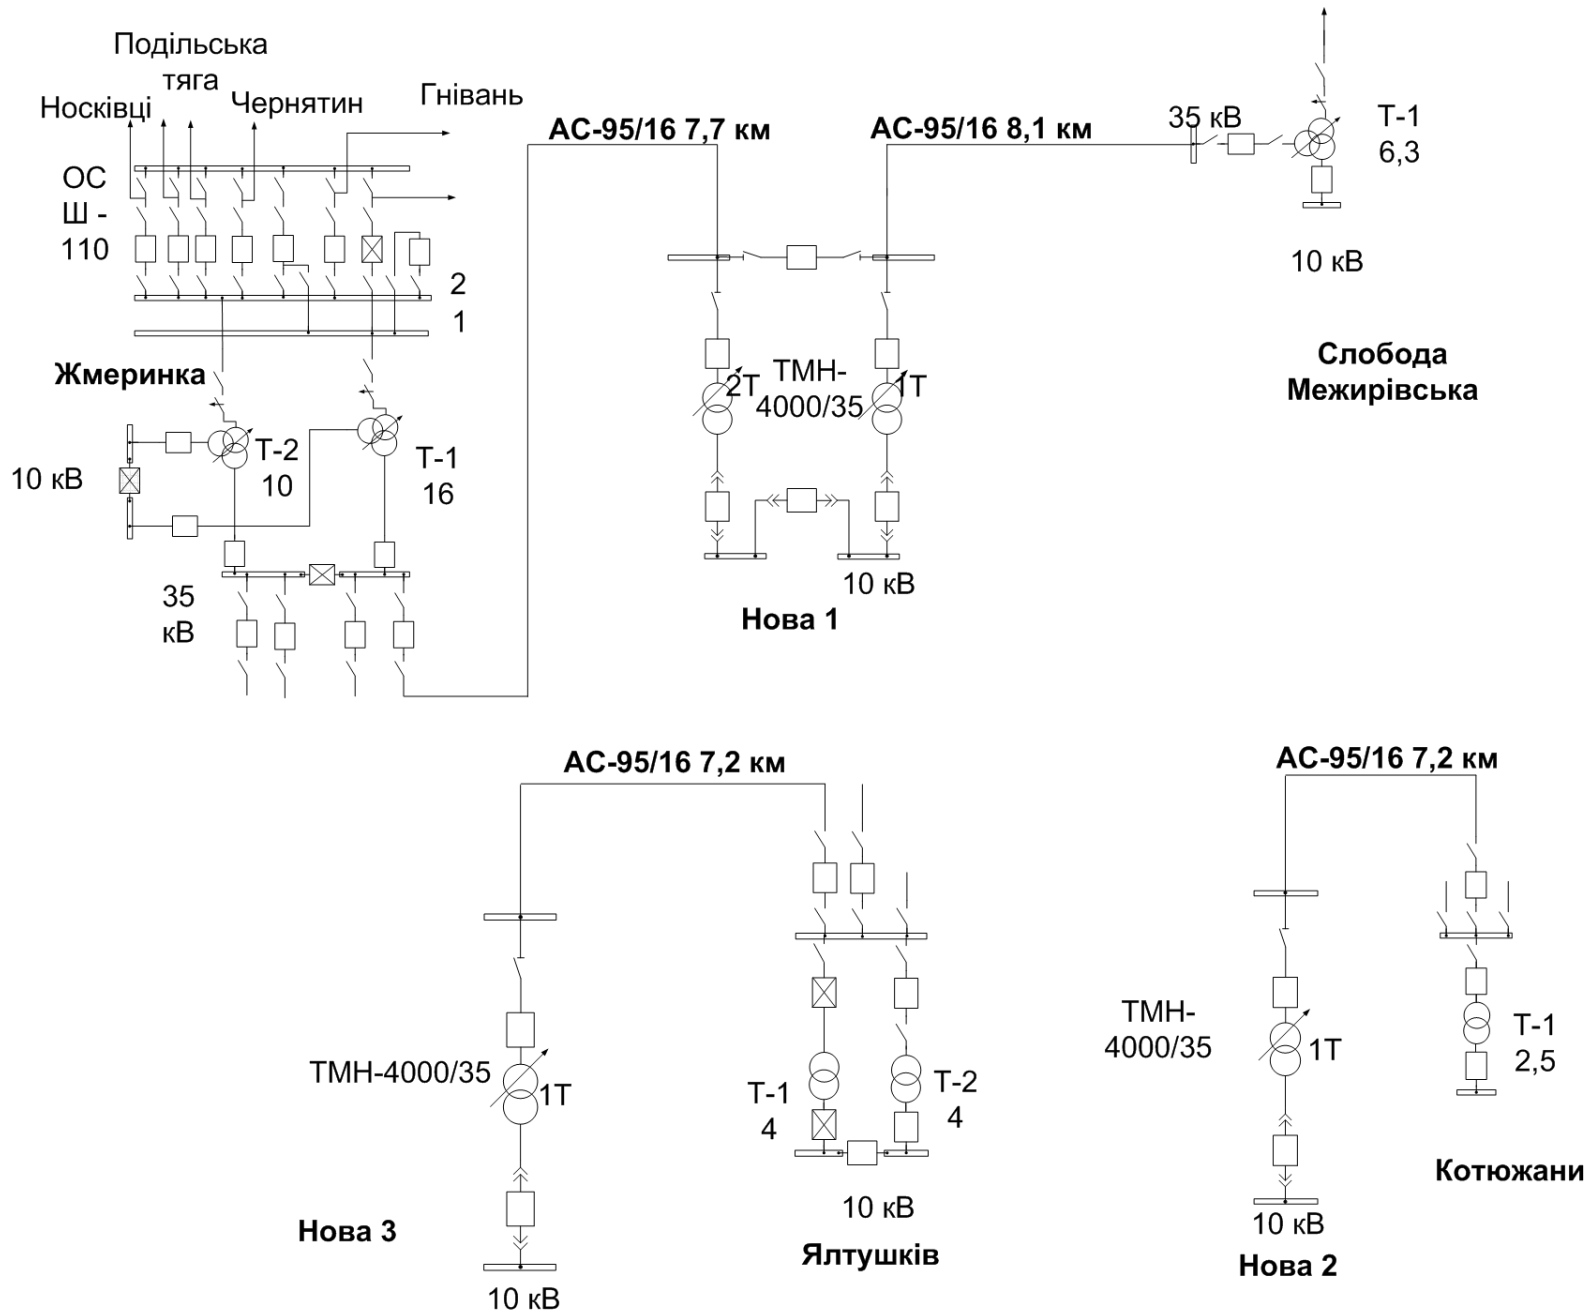 Подільська
тяга
Носківці
Чернятин
Гнівань
ОС
Ш -
110
2
1
Жмеринка
10 кВ
Т-2
10
Т-1
16
35
кВ
АС-95/16 7,7 км
АС-95/16 8,1 км
35 кВ
Т-1
6,3
10 кВ
Слобода
Межирівська
2Т
ТМН-
4000/35
1Т
10 кВ
Нова 1
АС-95/16 7,2 км
ТМН-4000/35
1Т
Нова 3
10 кВ
Т-1
4
Т-2
4
10 кВ
Ялтушків
АС-95/16 7,2 км
ТМН-
4000/35
1Т
10 кВ
Нова 2
Т-1
2,5
Котюжани